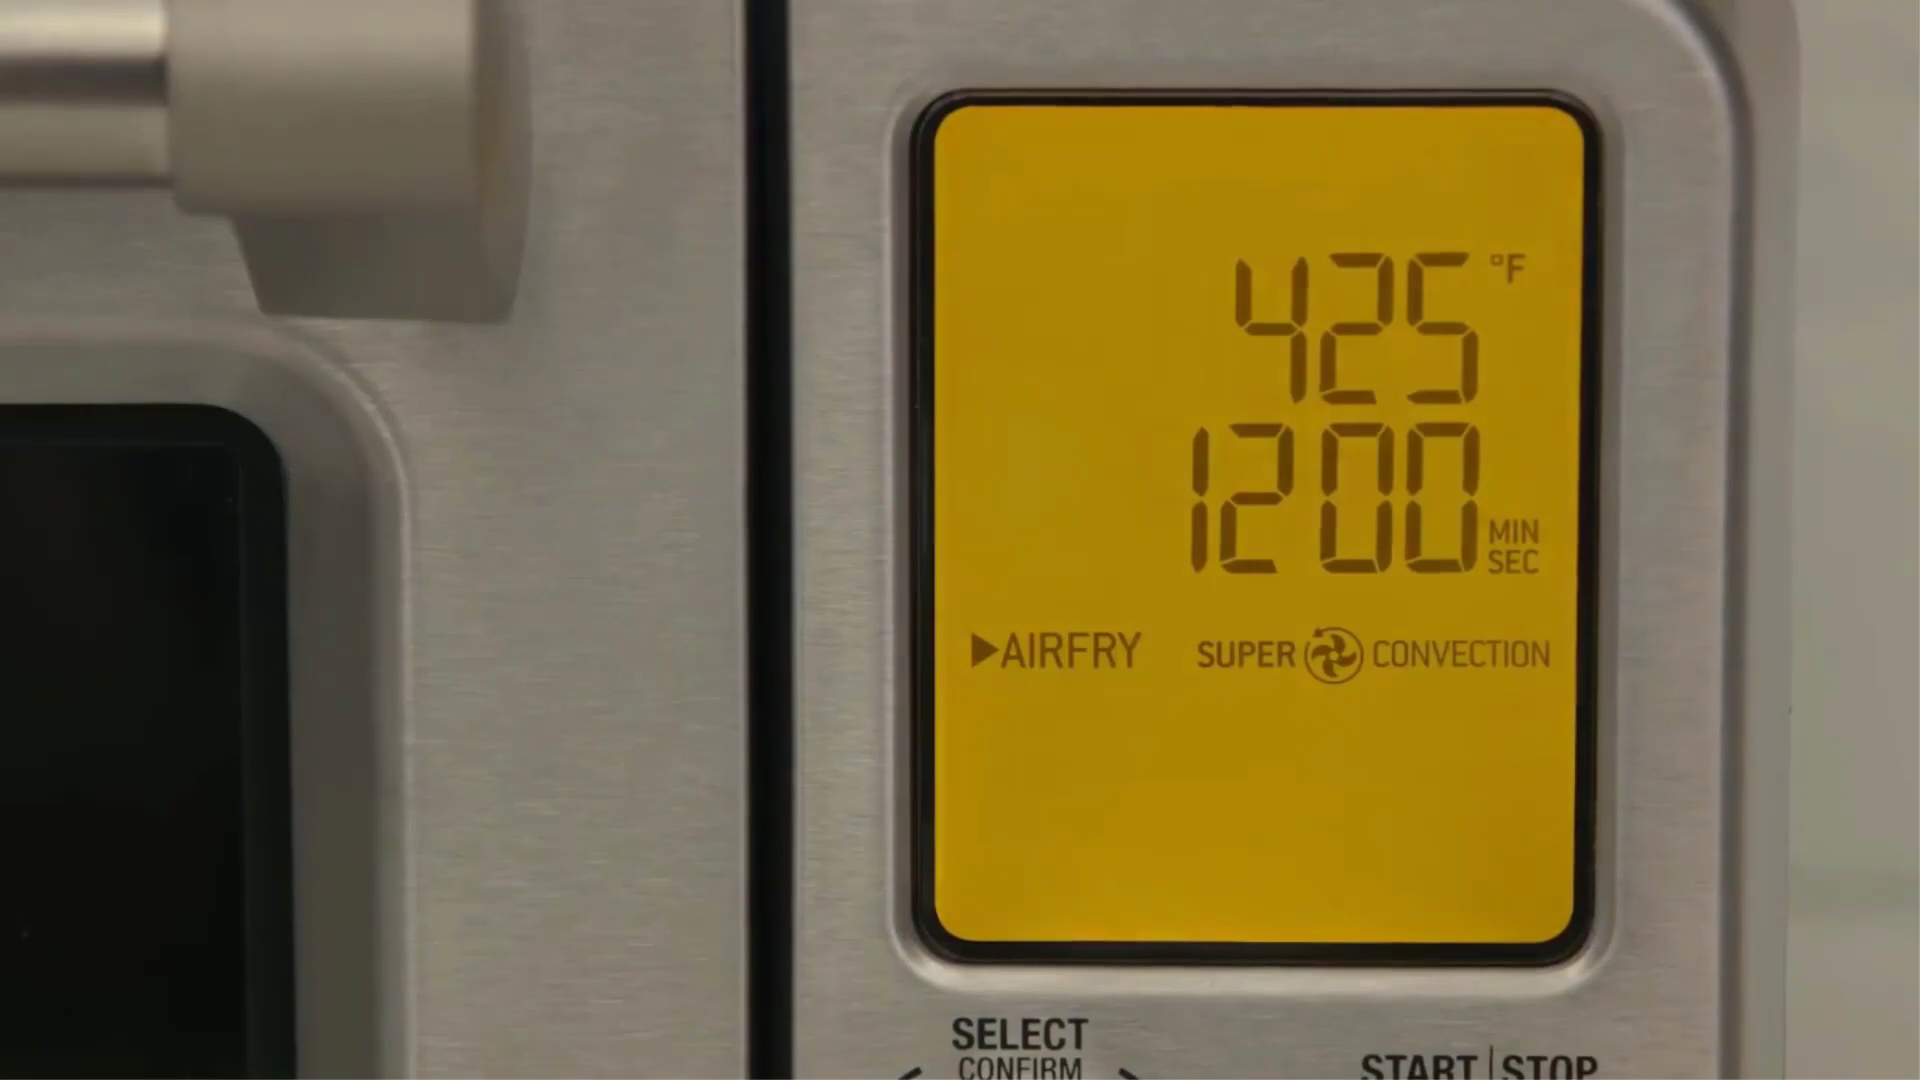 425 °F
1200 MIN SEC
▶AIRFRY SUPER CONVECTION
SELECT
CONFIRM
START|STOP